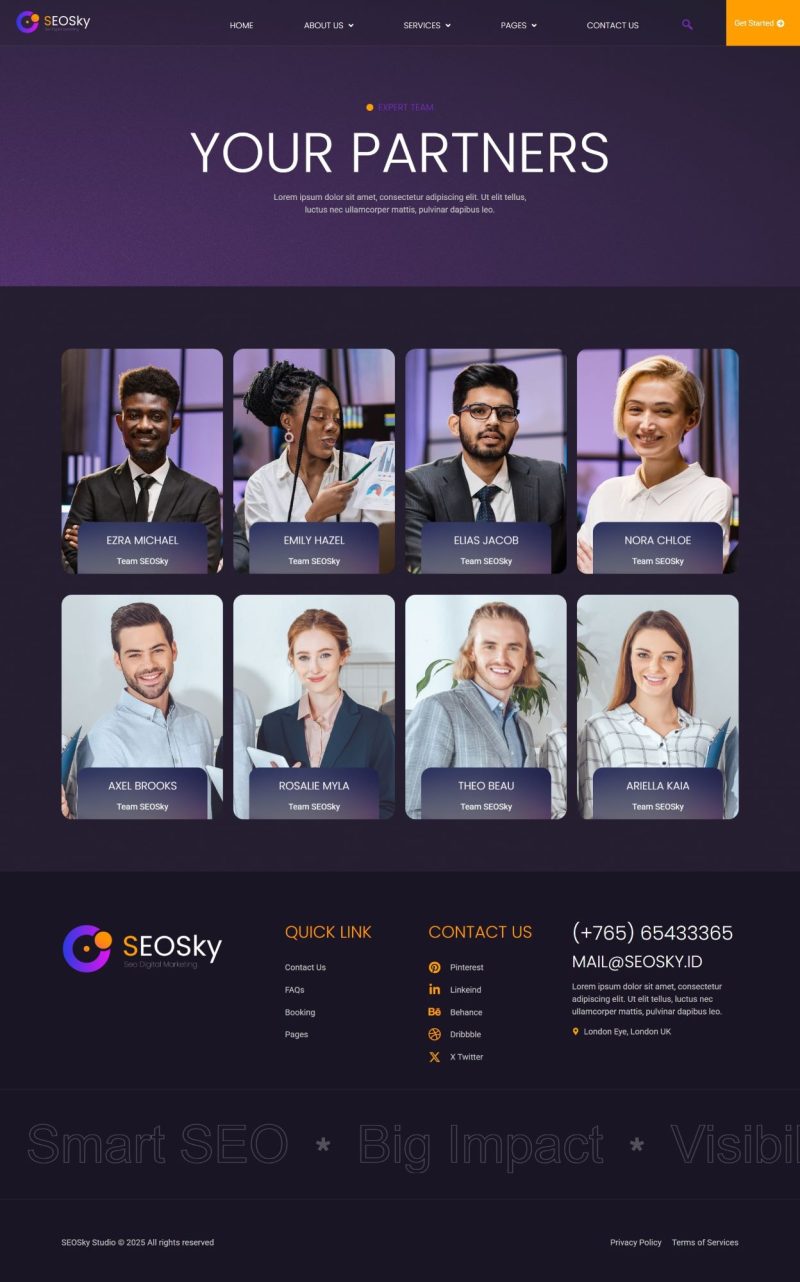 SEOSky
Seo Digital Marketing
HOME
ABOUT US
SERVICES
PAGES
CONTACT US
Get Started
EXPERT TEAM
YOUR PARTNERS
Lorem ipsum dolor sit amet, consectetur adipiscing elit. Ut elit tellus,
luctus nec ullamcorper mattis, pulvinar dapibus leo.
EZRA MICHAEL
Team SEOSky
EMILY HAZEL
Team SEOSky
ELIAS JACOB
Team SEOSky
NORA CHLOE
Team SEOSky
AXEL BROOKS
Team SEOSky
ROSALIE MYLA
Team SEOSky
THEO BEAU
Team SEOSky
ARIELLA KAIA
Team SEOSky
SEOSky
Seo Digital Marketing
QUICK LINK
Contact Us
FAQs
Booking
Pages
CONTACT US
Pinterest
Linkeind
Behance
Dribbble
X Twitter
(+765) 65433365
MAIL@SEOSKY.ID
Lorem ipsum dolor sit amet, consectetur
adipiscing elit. Ut elit tellus, luctus nec
ullamcorper mattis, pulvinar dapibus leo.
London Eye, London UK
Smart SEO * Big Impact * Visibil
SEOSky Studio © 2025 All rights reserved
Privacy Policy
Terms of Services